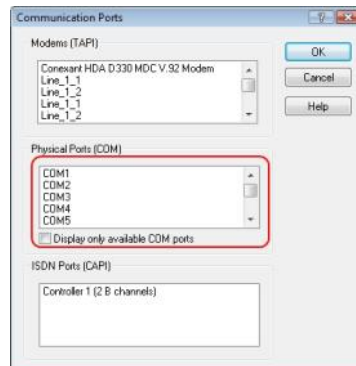 Communication Ports
Modems (TAPI)
Conexant HDA D330 MDC V.92 Modem
Line_1_1
Line_1_2
Line_1_1
Line_1_2
OK
Cancel
Help
Physical Ports (COM)
COM1
COM2
COM3
COM4
COM5
Display only available COM ports
ISDN Ports (CAPI)
Controller 1 (2 B channels)